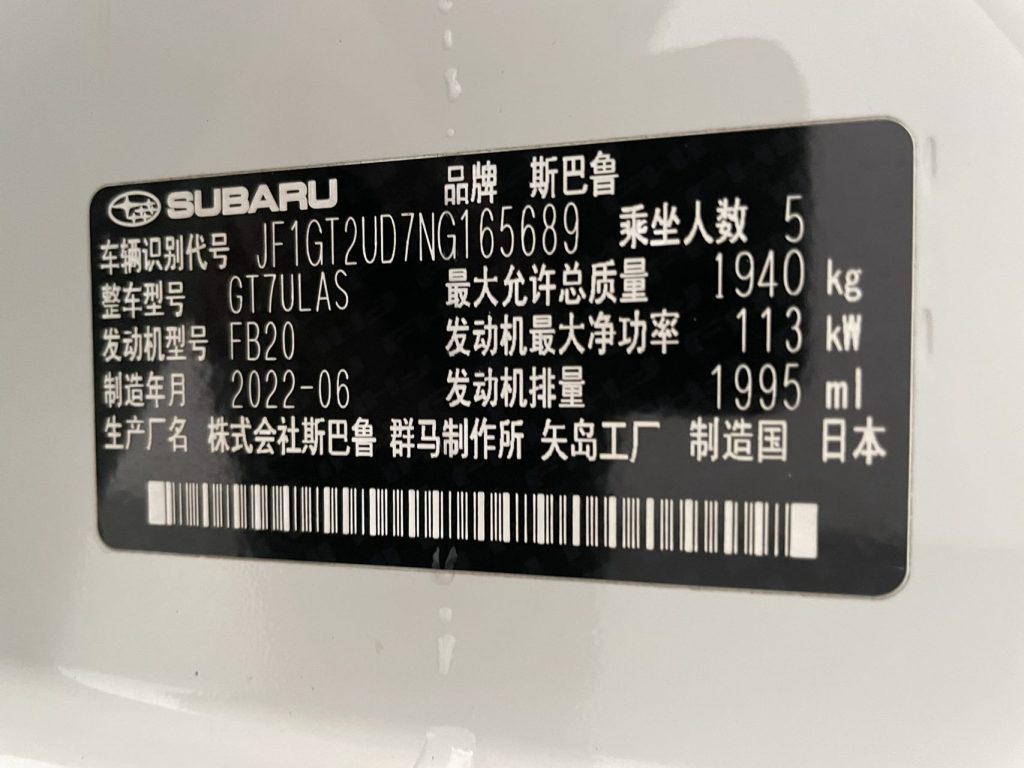 SUBARU 品牌 斯巴鲁
车辆识别代号 JF1GT2UD7NG165689 乘坐人数 5
整车型号 GT7ULAS 最大允许总质量 1940 kg
发动机型号 FB20 发动机最大净功率 113 kW
制造年月 2022-06 发动机排量 1995 ml
生产厂名 株式会社斯巴鲁 群马制作所 矢岛工厂 制造国 日本